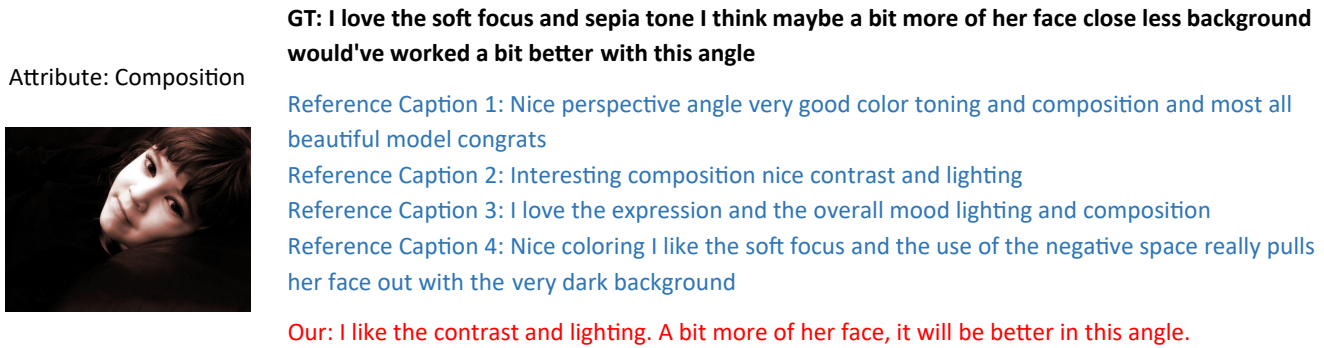 GT: I love the soft focus and sepia tone I think maybe a bit more of her face close less background
would've worked a bit better with this angle
Attribute: Composition
Reference Caption 1: Nice perspective angle very good color toning and composition and most all
beautiful model congrats
Reference Caption 2: Interesting composition nice contrast and lighting
Reference Caption 3: I love the expression and the overall mood lighting and composition
Reference Caption 4: Nice coloring I like the soft focus and the use of the negative space really pulls
her face out with the very dark background
Our: I like the contrast and lighting. A bit more of her face, it will be better in this angle.